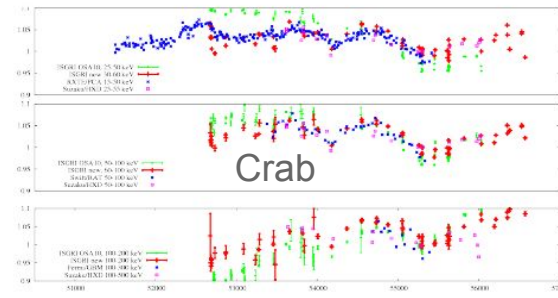 1.1
1.05
1
0.95
0.9
ISGRI OSA 10, 25-50 keV
ISGRI new 30-60 keV
RXTE/PCA 15-50 keV
Suzaku/HXD 25-55 keV
1.1
1.05
1
0.95
0.9
ISGRI OSA 10, 50-100 keV
ISGRI new, 60-100 keV
Swift/BAT 50-100 keV
Suzaku/HXD 50-100 keV
Crab
1.1
1.05
1
0.95
0.9
ISGRI OSA 10, 100-200 keV
ISGRI new 100-200 keV
Fermi/GBM 100-300 keV
Suzaku/HXD 100-500 keV
51000 52000 53000 54000 55000 56000